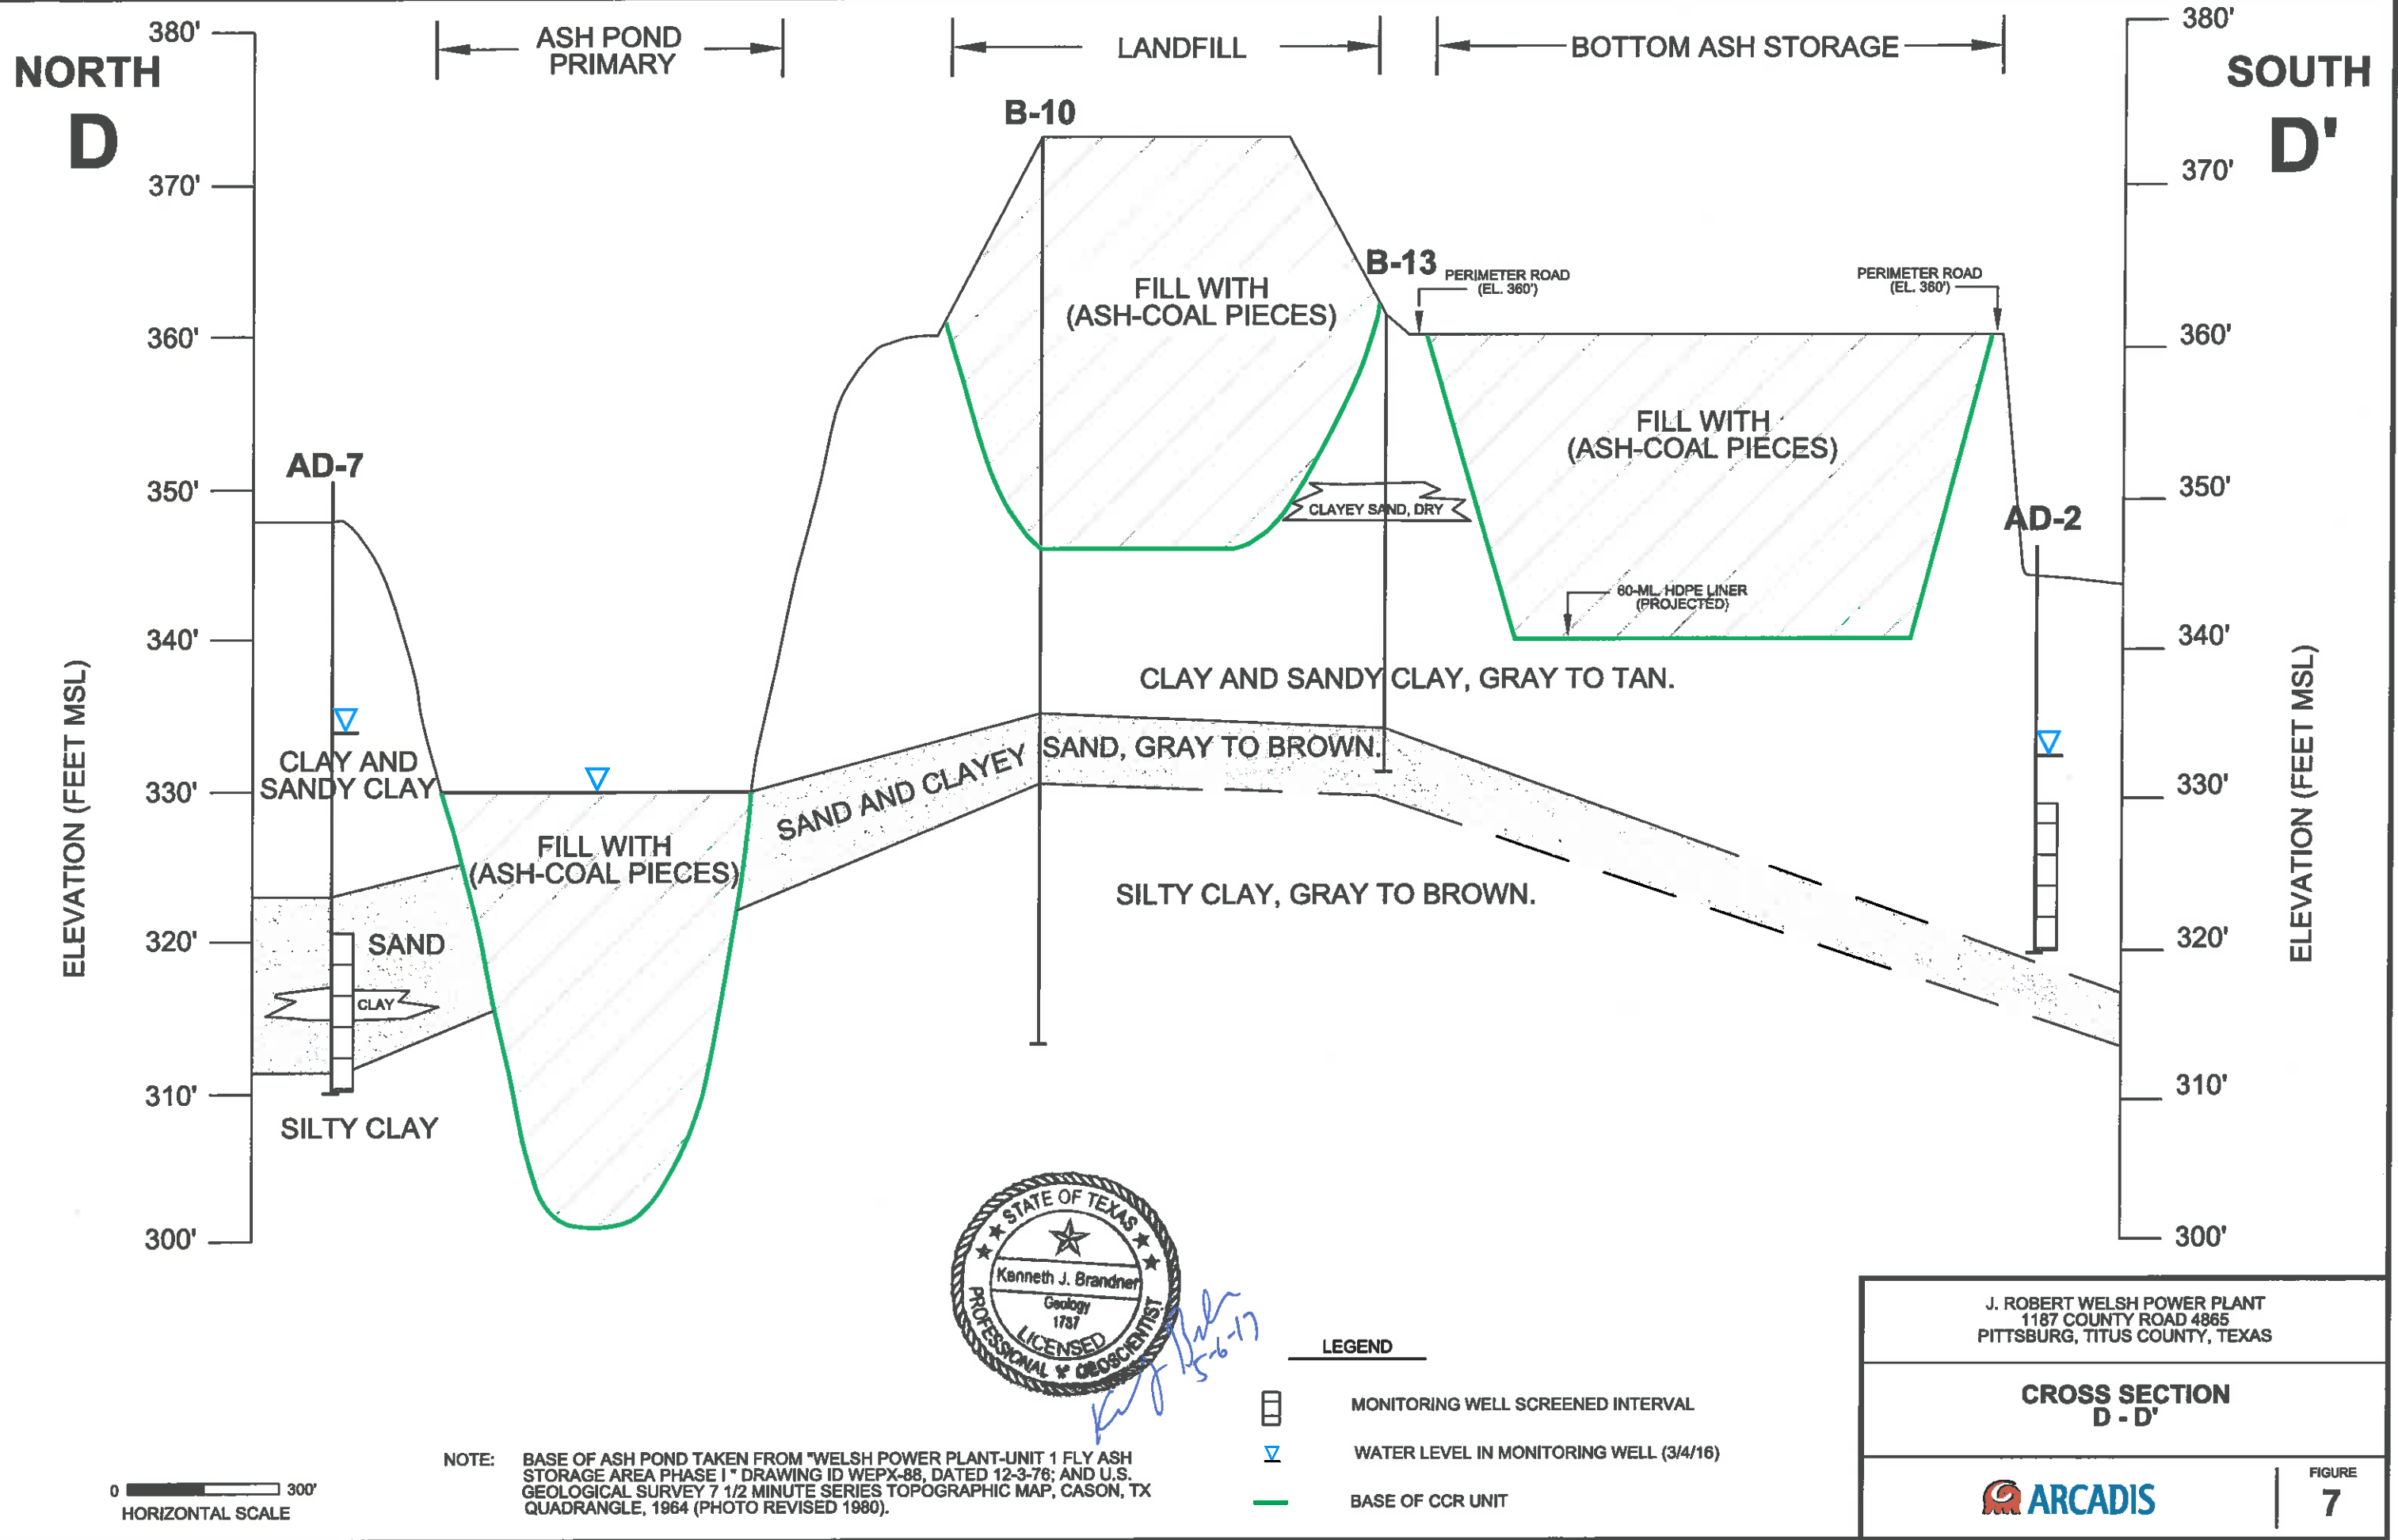 380'
ASH POND
PRIMARY
LANDFILL
BOTTOM ASH STORAGE
380'
NORTH
D
SOUTH
D'
B-10
370'
370'
B-13
PERIMETER ROAD
(EL. 360')
PERIMETER ROAD
(EL. 360')
FILL WITH
(ASH-COAL PIECES)
360'
360'
FILL WITH
(ASH-COAL PIECES)
AD-7
350'
350'
CLAYEY SAND, DRY
AD-2
60-ML HDPE LINER
(PROJECTED)
340'
340'
CLAY AND SANDY CLAY, GRAY TO TAN.
ELEVATION (FEET MSL)
ELEVATION (FEET MSL)
CLAY AND
SANDY CLAY
SAND AND CLAYEY SAND, GRAY TO BROWN.
330'
330'
FILL WITH
(ASH-COAL PIECES)
SILTY CLAY, GRAY TO BROWN.
320'
SAND
320'
CLAY
310'
310'
SILTY CLAY
300'
300'
STATE OF TEXAS
Kenneth J. Brandner
Geology
1737
LICENSED
PROFESSIONAL GEOSCIENTIST
5-6-17
J. ROBERT WELSH POWER PLANT
1187 COUNTY ROAD 4865
PITTSBURG, TITUS COUNTY, TEXAS
LEGEND
MONITORING WELL SCREENED INTERVAL
WATER LEVEL IN MONITORING WELL (3/4/16)
BASE OF CCR UNIT
CROSS SECTION
D - D'
NOTE: BASE OF ASH POND TAKEN FROM "WELSH POWER PLANT-UNIT 1 FLY ASH
STORAGE AREA PHASE I " DRAWING ID WEPX-88, DATED 12-3-76; AND U.S.
GEOLOGICAL SURVEY 7 1/2 MINUTE SERIES TOPOGRAPHIC MAP, CASON, TX
QUADRANGLE, 1964 (PHOTO REVISED 1980).
0 300'
HORIZONTAL SCALE
ARCADIS
FIGURE
7